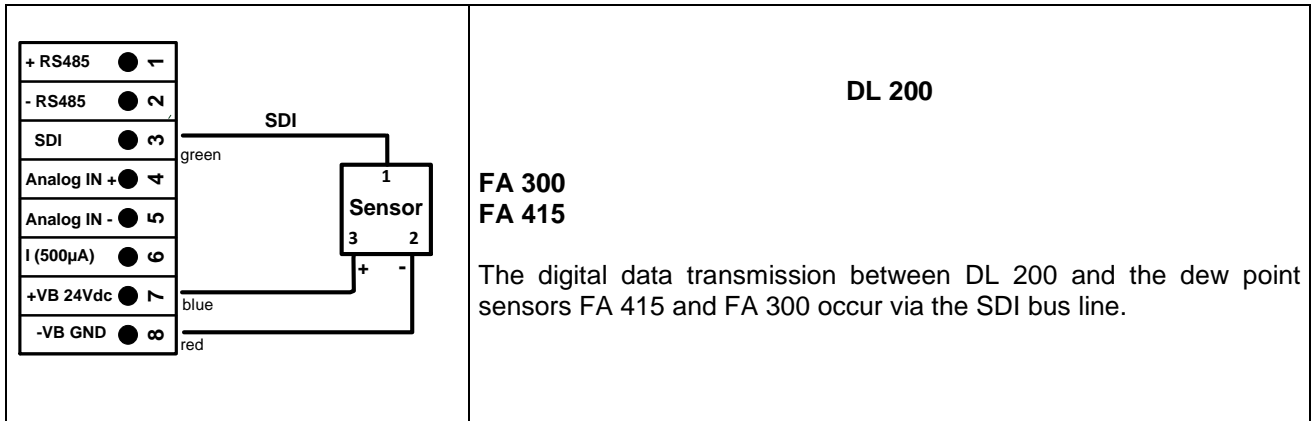 + RS485 1
- RS485 2
SDI 3
Analog IN + 4
Analog IN - 5
I (500µA) 6
+VB 24Vdc 7
-VB GND 8
SDI
green
1
Sensor
3 2
+ -
blue
red
DL 200
FA 300
FA 415
The digital data transmission between DL 200 and the dew point
sensors FA 415 and FA 300 occur via the SDI bus line.